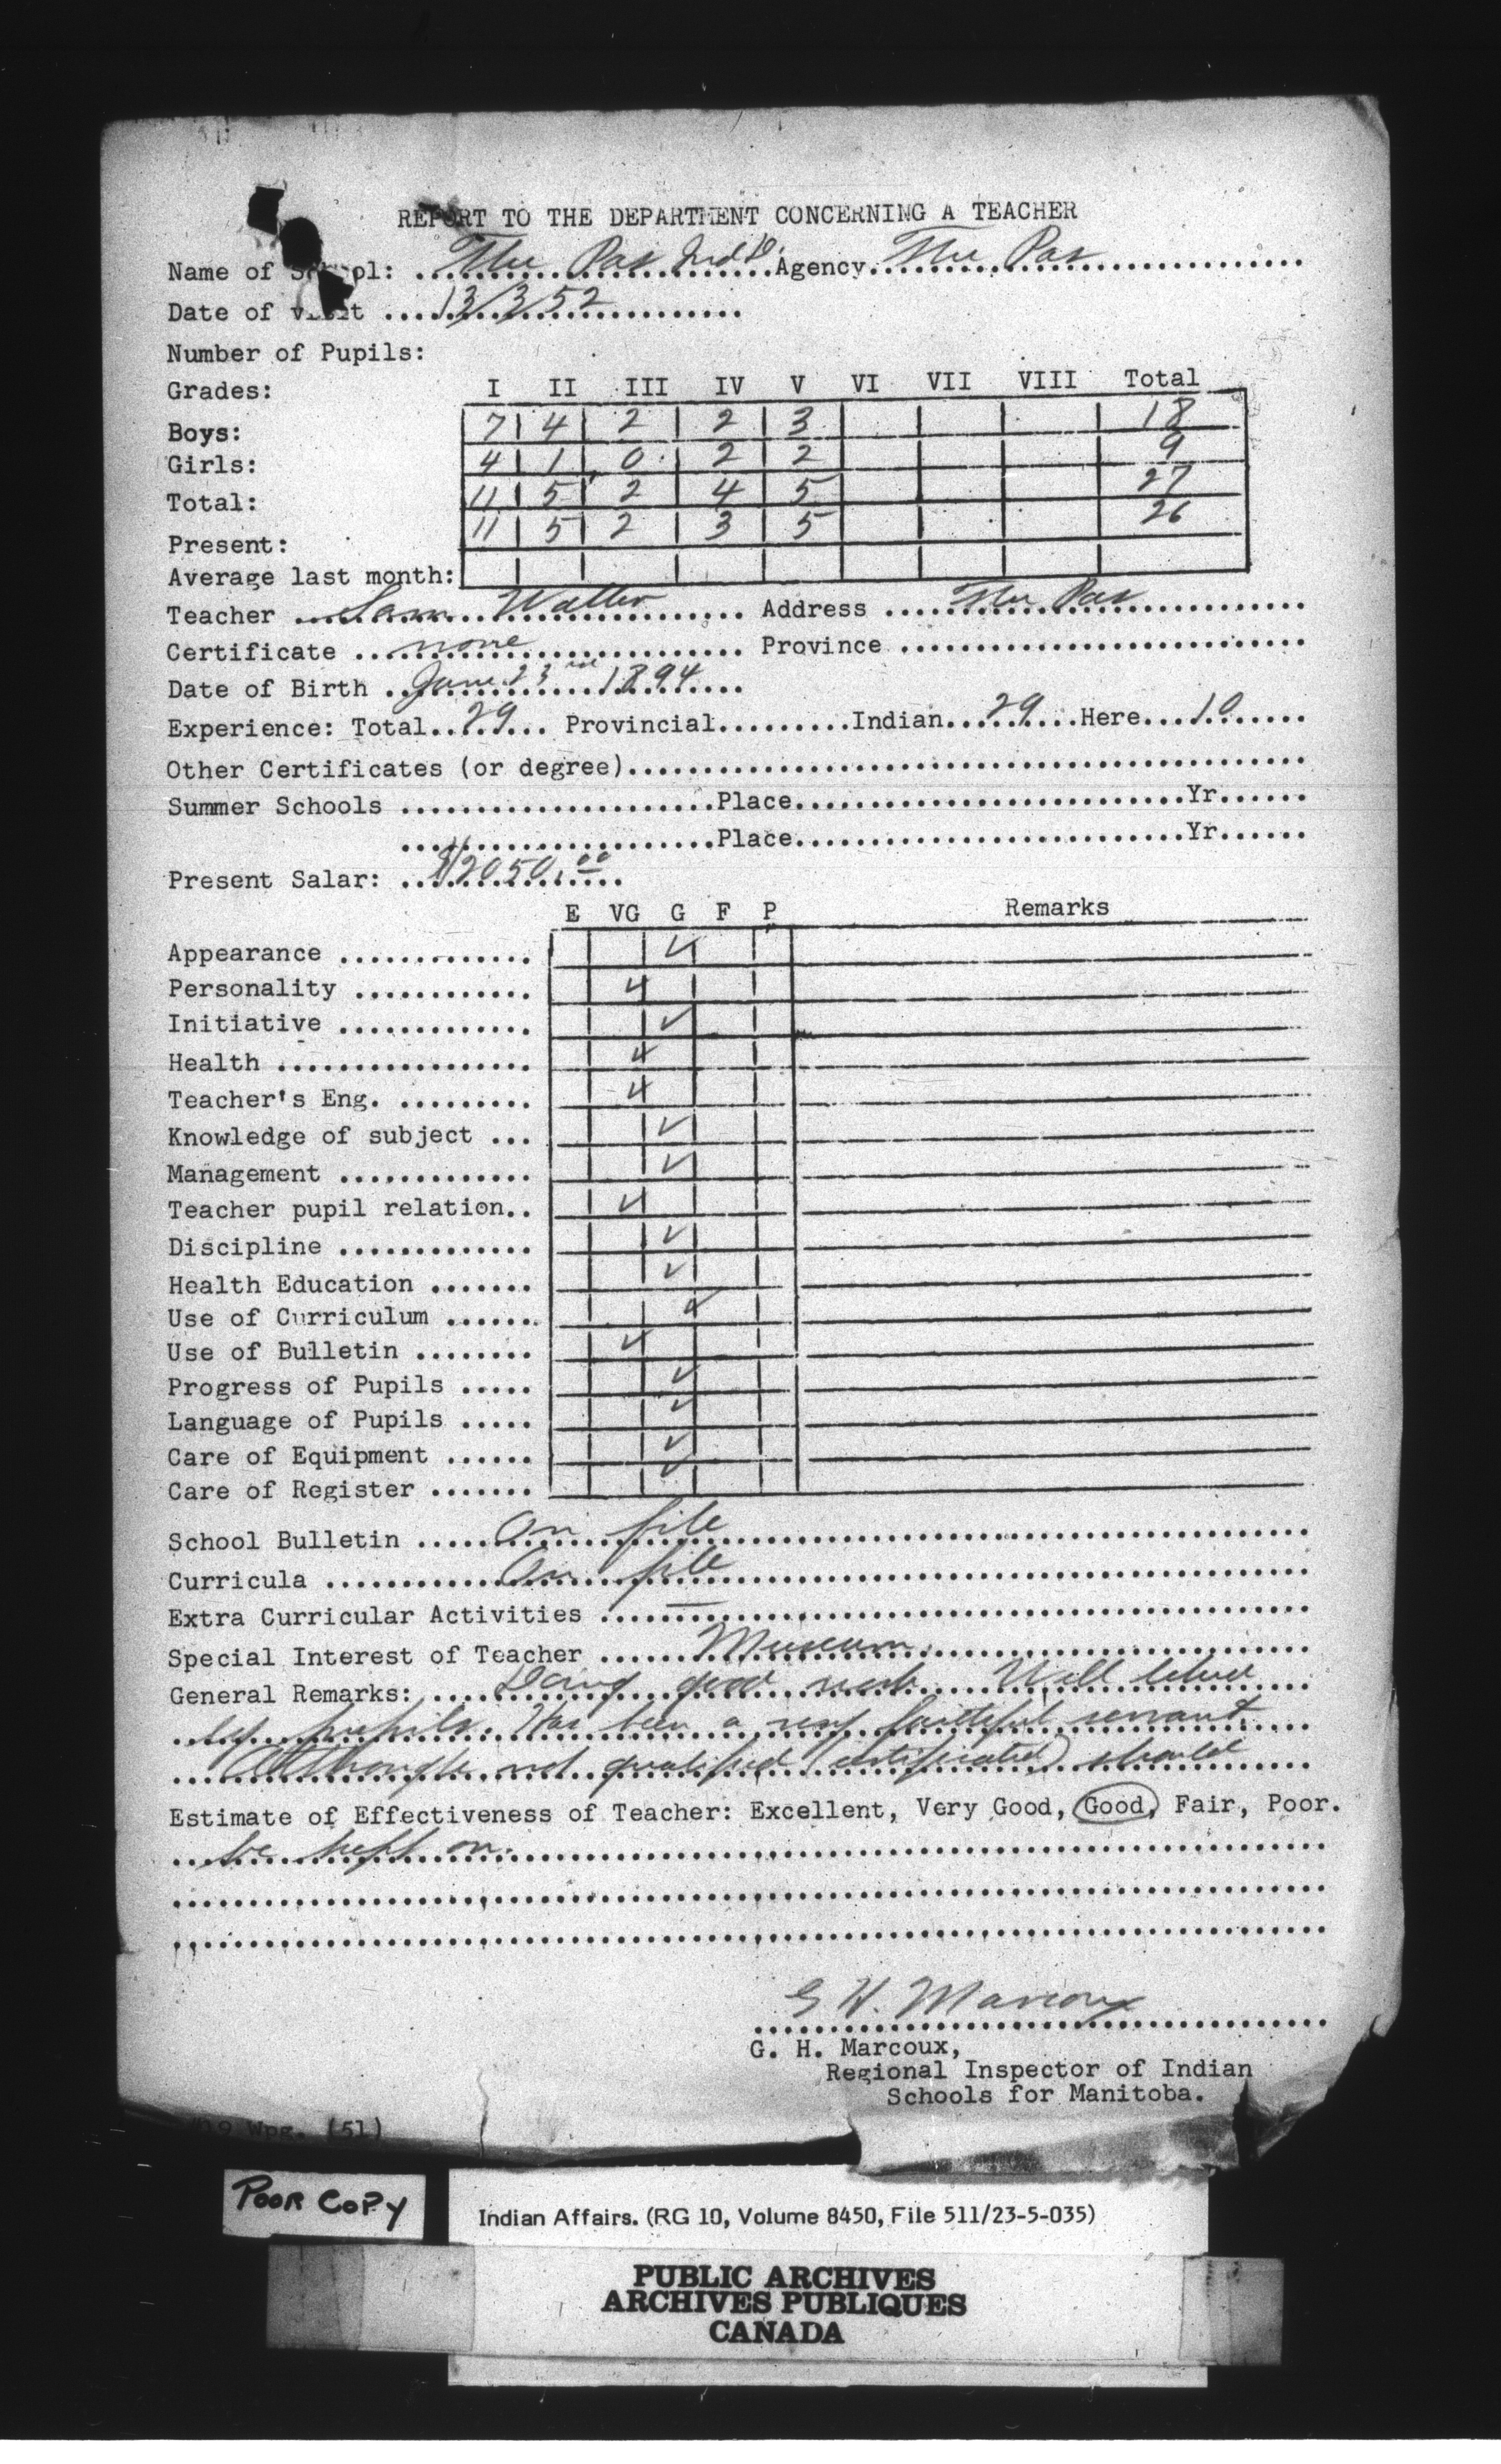 REPORT TO THE DEPARTMENT CONCERNING A TEACHER
Name of School: The Pas Agency The Pas
Date of visit 13/3/52
Number of Pupils:
Grades: I II III IV V VI VII VIII Total
Boys: 7 4 2 2 3 18
Girls: 4 1 0 2 2 9
Total: 11 5 2 4 5 27
Present: 11 5 2 3 5 26
Average last month:
Teacher Sam Waller Address The Pas
Certificate none Province
Date of Birth 23rd 1894
Experience: Total 29 Provincial Indian 29 Here 10
Other Certificates (or degree)
Summer Schools Place Yr
Place Yr
Present Salar: $2050.00
E VG G F P Remarks
Appearance ✓
Personality ✓
Initiative ✓
Health ✓
Teacher's Eng. ✓
Knowledge of subject ✓
Management ✓
Teacher pupil relation ✓
Discipline ✓
Health Education ✓
Use of Curriculum ✓
Use of Bulletin ✓
Progress of Pupils ✓
Language of Pupils ✓
Care of Equipment ✓
Care of Register ✓
School Bulletin On file
Curricula On file
Extra Curricular Activities —
Special Interest of Teacher Museum.
General Remarks: Doing good work. Well liked
by pupils. Has been a very faithful servant.
Although not qualified (certificated) should
Estimate of Effectiveness of Teacher: Excellent, Very Good, Good, Fair, Poor.
be kept on.
G H. Marcoux
G. H. Marcoux,
Regional Inspector of Indian
Schools for Manitoba.
Wpg. (51)
POOR COPY
Indian Affairs. (RG 10, Volume 8450, File 511/23-5-035)
PUBLIC ARCHIVES
ARCHIVES PUBLIQUES
CANADA